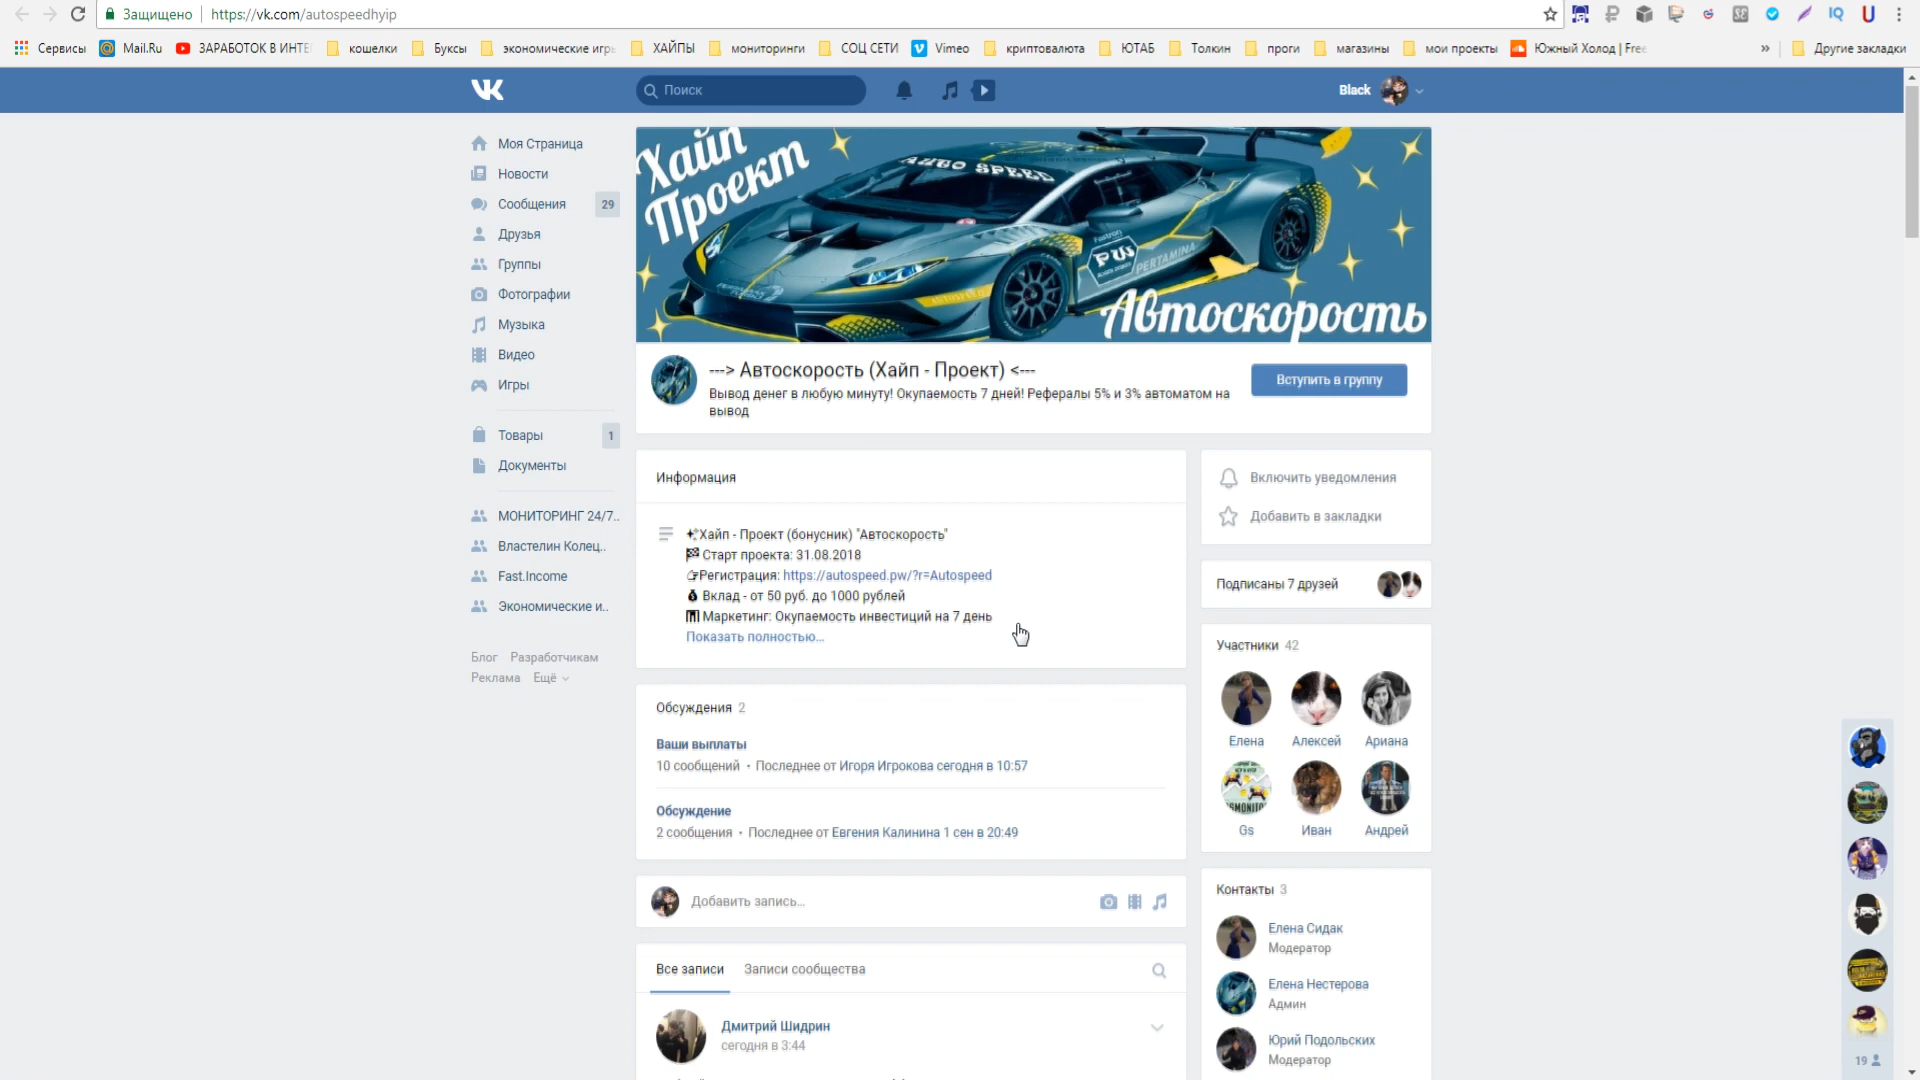 Защищено
https://vk.com/autospeedhyip
Сервисы
Mail.Ru
ЗАРАБОТОК В ИНТЕ
кошелки
Буксы
экономические игры
ХАЙПЫ
мониторинги
СОЦ СЕТИ
Vimeo
криптовалюта
ЮТАБ
Толкин
проги
магазины
мои проекты
Южный Холод | Free
»
Другие закладки
Поиск
Black
Моя Страница
Новости
Сообщения 29
Друзья
Группы
Фотографии
Музыка
Видео
Игры
Товары 1
Документы
МОНИТОРИНГ 24/7..
Властелин Колец..
Fast.Income
Экономические и..
Блог Разработчикам
Реклама Ещё
Хайп
Проект
AUTO SPEED
PERTAMINA
Автоскорость
---> Автоскорость (Хайп - Проект) <---
Вывод денег в любую минуту! Окупаемость 7 дней! Рефералы 5% и 3% автоматом на
вывод
Вступить в группу
Информация
Хайп - Проект (бонусник) "Автоскорость"
Старт проекта: 31.08.2018
Регистрация: https://autospeed.pw/?r=Autospeed
Вклад - от 50 руб. до 1000 рублей
Маркетинг: Окупаемость инвестиций на 7 день
Показать полностью…
Обсуждения 2
Ваши выплаты
10 сообщений · Последнее от Игоря Игрокова сегодня в 10:57
Обсуждение
2 сообщения · Последнее от Евгения Калинина 1 сен в 20:49
Добавить запись…
Все записи
Записи сообщества
Дмитрий Шидрин
сегодня в 3:44
Включить уведомления
Добавить в закладки
Подписаны 7 друзей
Участники 42
Елена
Алексей
Ариана
Gs
Иван
Андрей
Контакты 3
Елена Сидак
Модератор
Елена Нестерова
Админ
Юрий Подольских
Модератор
19